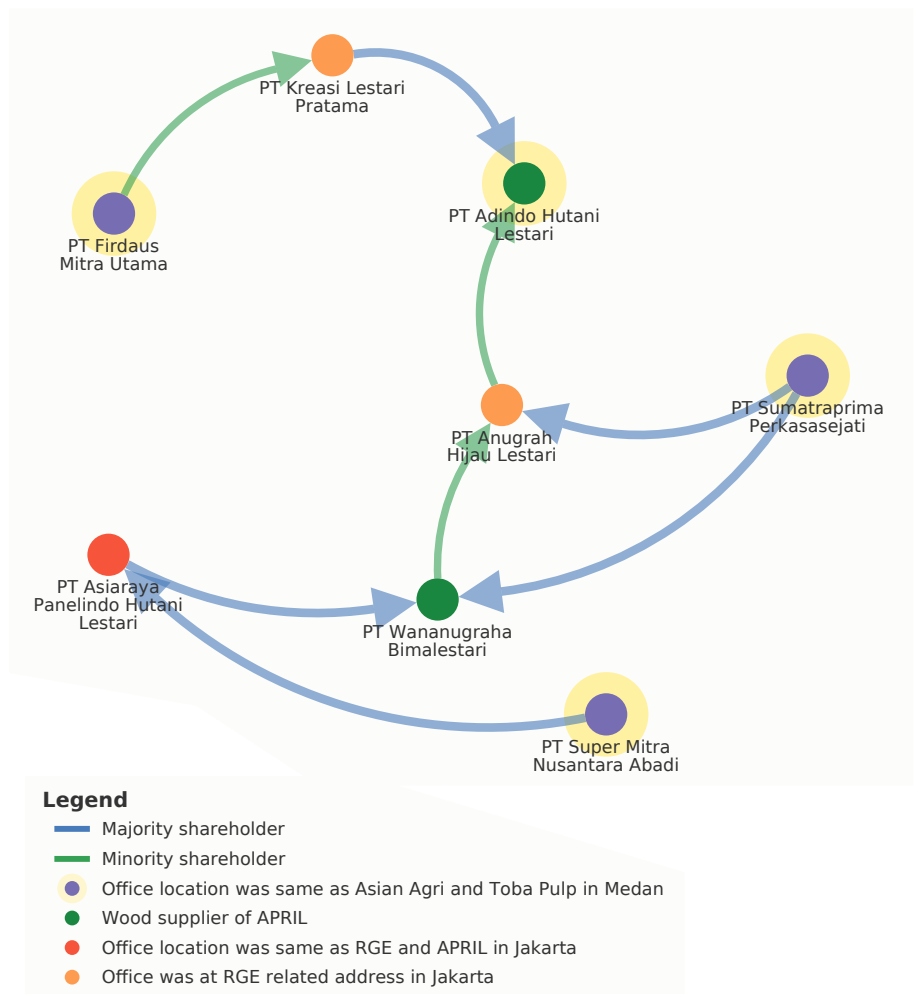 PT Kreasi Lestari
Pratama
PT Adindo Hutani
Lestari
PT Firdaus
Mitra Utama
PT Sumatraprima
Perkasasejati
PT Anugrah
Hijau Lestari
PT Asiaraya
Panelindo Hutani
Lestari
PT Wananugraha
Bimalestari
PT Super Mitra
Nusantara Abadi
Legend
Majority shareholder
Minority shareholder
Office location was same as Asian Agri and Toba Pulp in Medan
Wood supplier of APRIL
Office location was same as RGE and APRIL in Jakarta
Office was at RGE related address in Jakarta